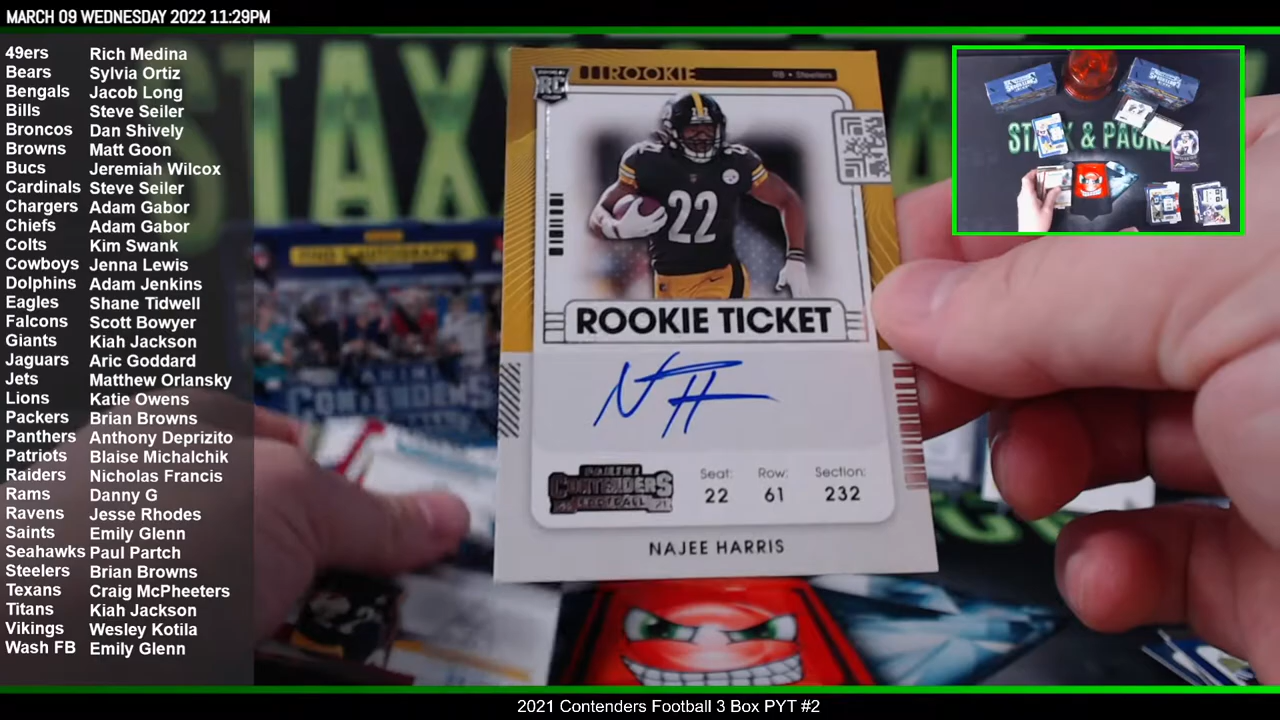 MARCH 09 WEDNESDAY 2022 11:29PM
49ers Rich Medina
Bears Sylvia Ortiz
Bengals Jacob Long
Bills Steve Seiler
Broncos Dan Shively
Browns Matt Goon
Bucs Jeremiah Wilcox
Cardinals Steve Seiler
Chargers Adam Gabor
Chiefs Adam Gabor
Colts Kim Swank
Cowboys Jenna Lewis
Dolphins Adam Jenkins
Eagles Shane Tidwell
Falcons Scott Bowyer
Giants Kiah Jackson
Jaguars Aric Goddard
Jets Matthew Orlansky
Lions Katie Owens
Packers Brian Browns
Panthers Anthony Deprizito
Patriots Blaise Michalchik
Raiders Nicholas Francis
Rams Danny G
Ravens Jesse Rhodes
Saints Emily Glenn
Seahawks Paul Partch
Steelers Brian Browns
Texans Craig McPheeters
Titans Kiah Jackson
Vikings Wesley Kotila
Wash FB Emily Glenn
RC
ROOKIE
RB • Steelers
22
ROOKIE TICKET
NH
PANINI
CONTENDERS
FOOTBALL
Seat: Row: Section:
22 61 232
NAJEE HARRIS
CONTENDERS
2021 Contenders Football 3 Box PYT #2